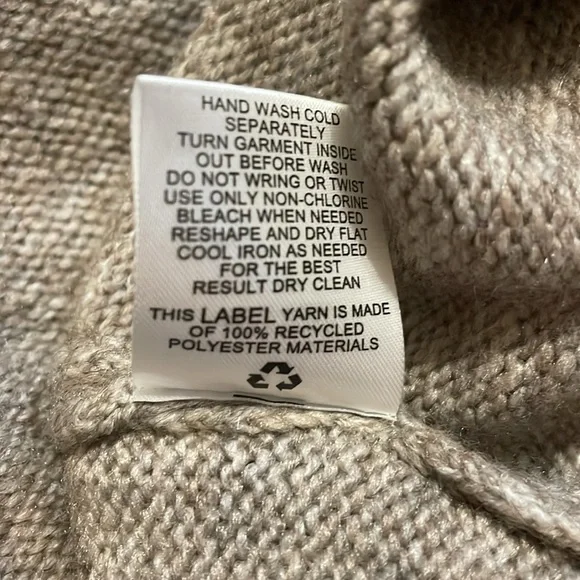 HAND WASH COLD
SEPARATELY
TURN GARMENT INSIDE
OUT BEFORE WASH
DO NOT WRING OR TWIST
USE ONLY NON-CHLORINE
BLEACH WHEN NEEDED
RESHAPE AND DRY FLAT
COOL IRON AS NEEDED
FOR THE BEST
RESULT DRY CLEAN
THIS LABEL YARN IS MADE
OF 100% RECYCLED
POLYESTER MATERIALS